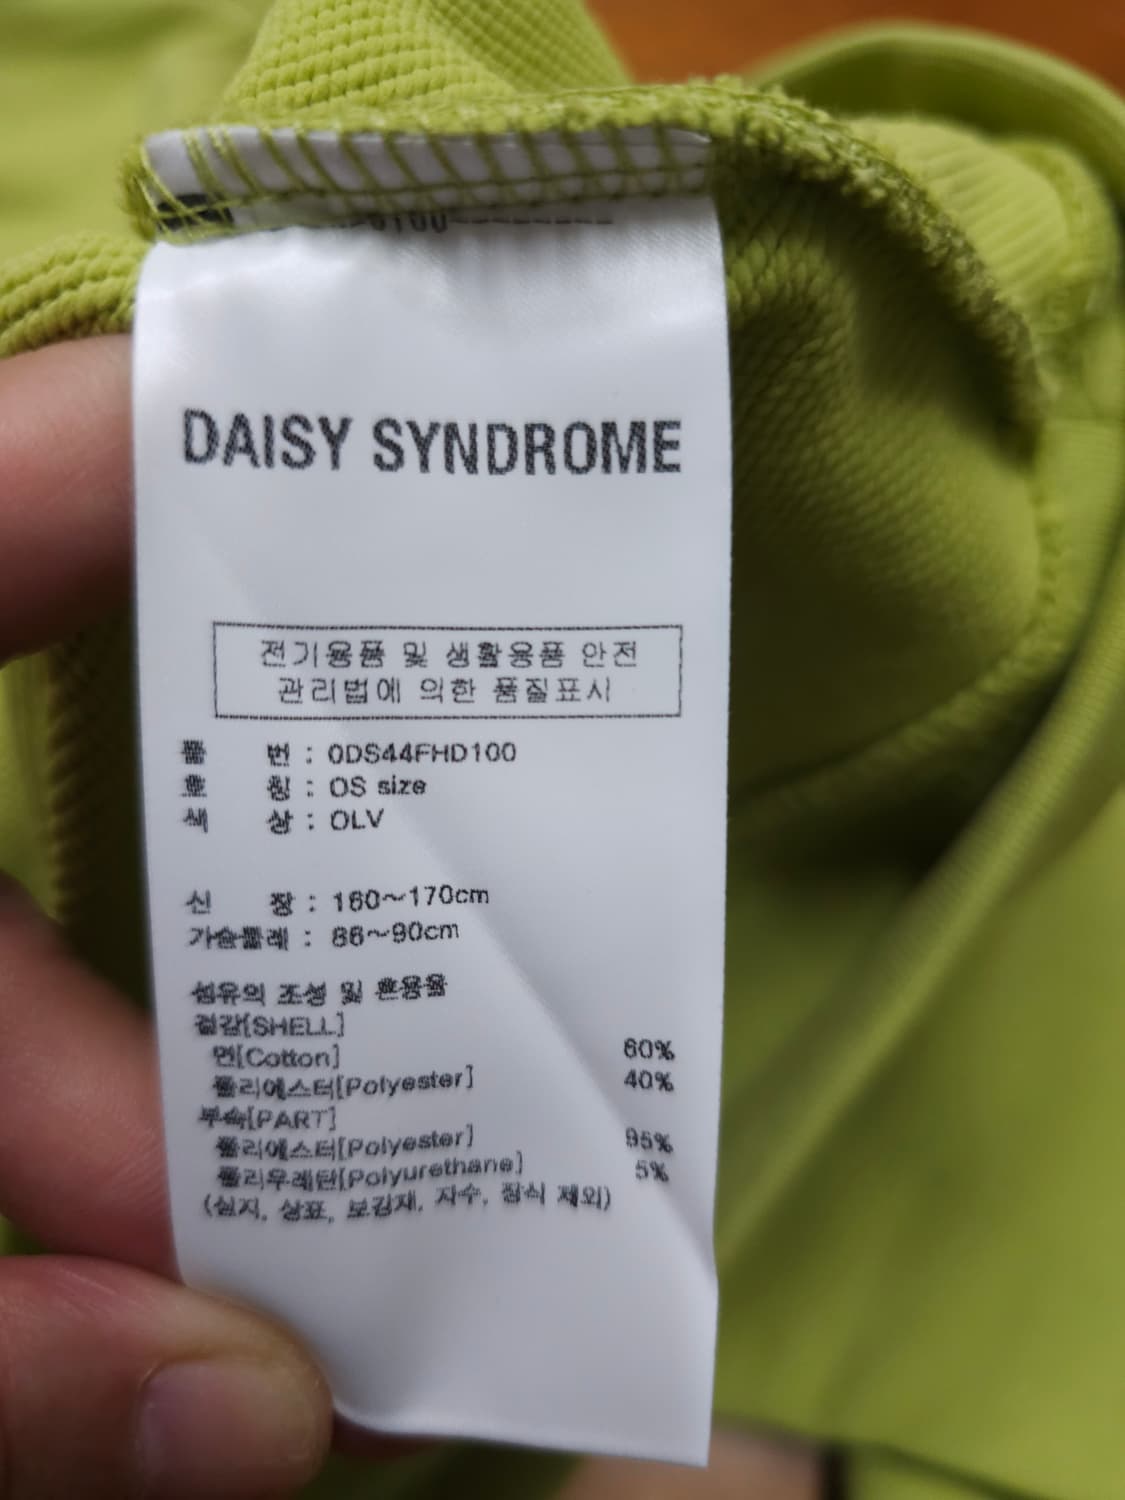 DAISY SYNDROME
전기용품 및 생활용품 안전
관리법에 의한 품질표시
품 번 : 0DS44FHD100
호 칭 : OS size
색 상 : OLV
신 장 : 160~170cm
가슴둘레 : 86~90cm
섬유의 조성 및 혼용율
겉감[SHELL]
면[Cotton] 60%
폴리에스터[Polyester] 40%
부속[PART]
폴리에스터[Polyester] 95%
폴리우레탄[Polyurethane] 5%
(심지, 상표, 보강재, 자수, 장식 제외)